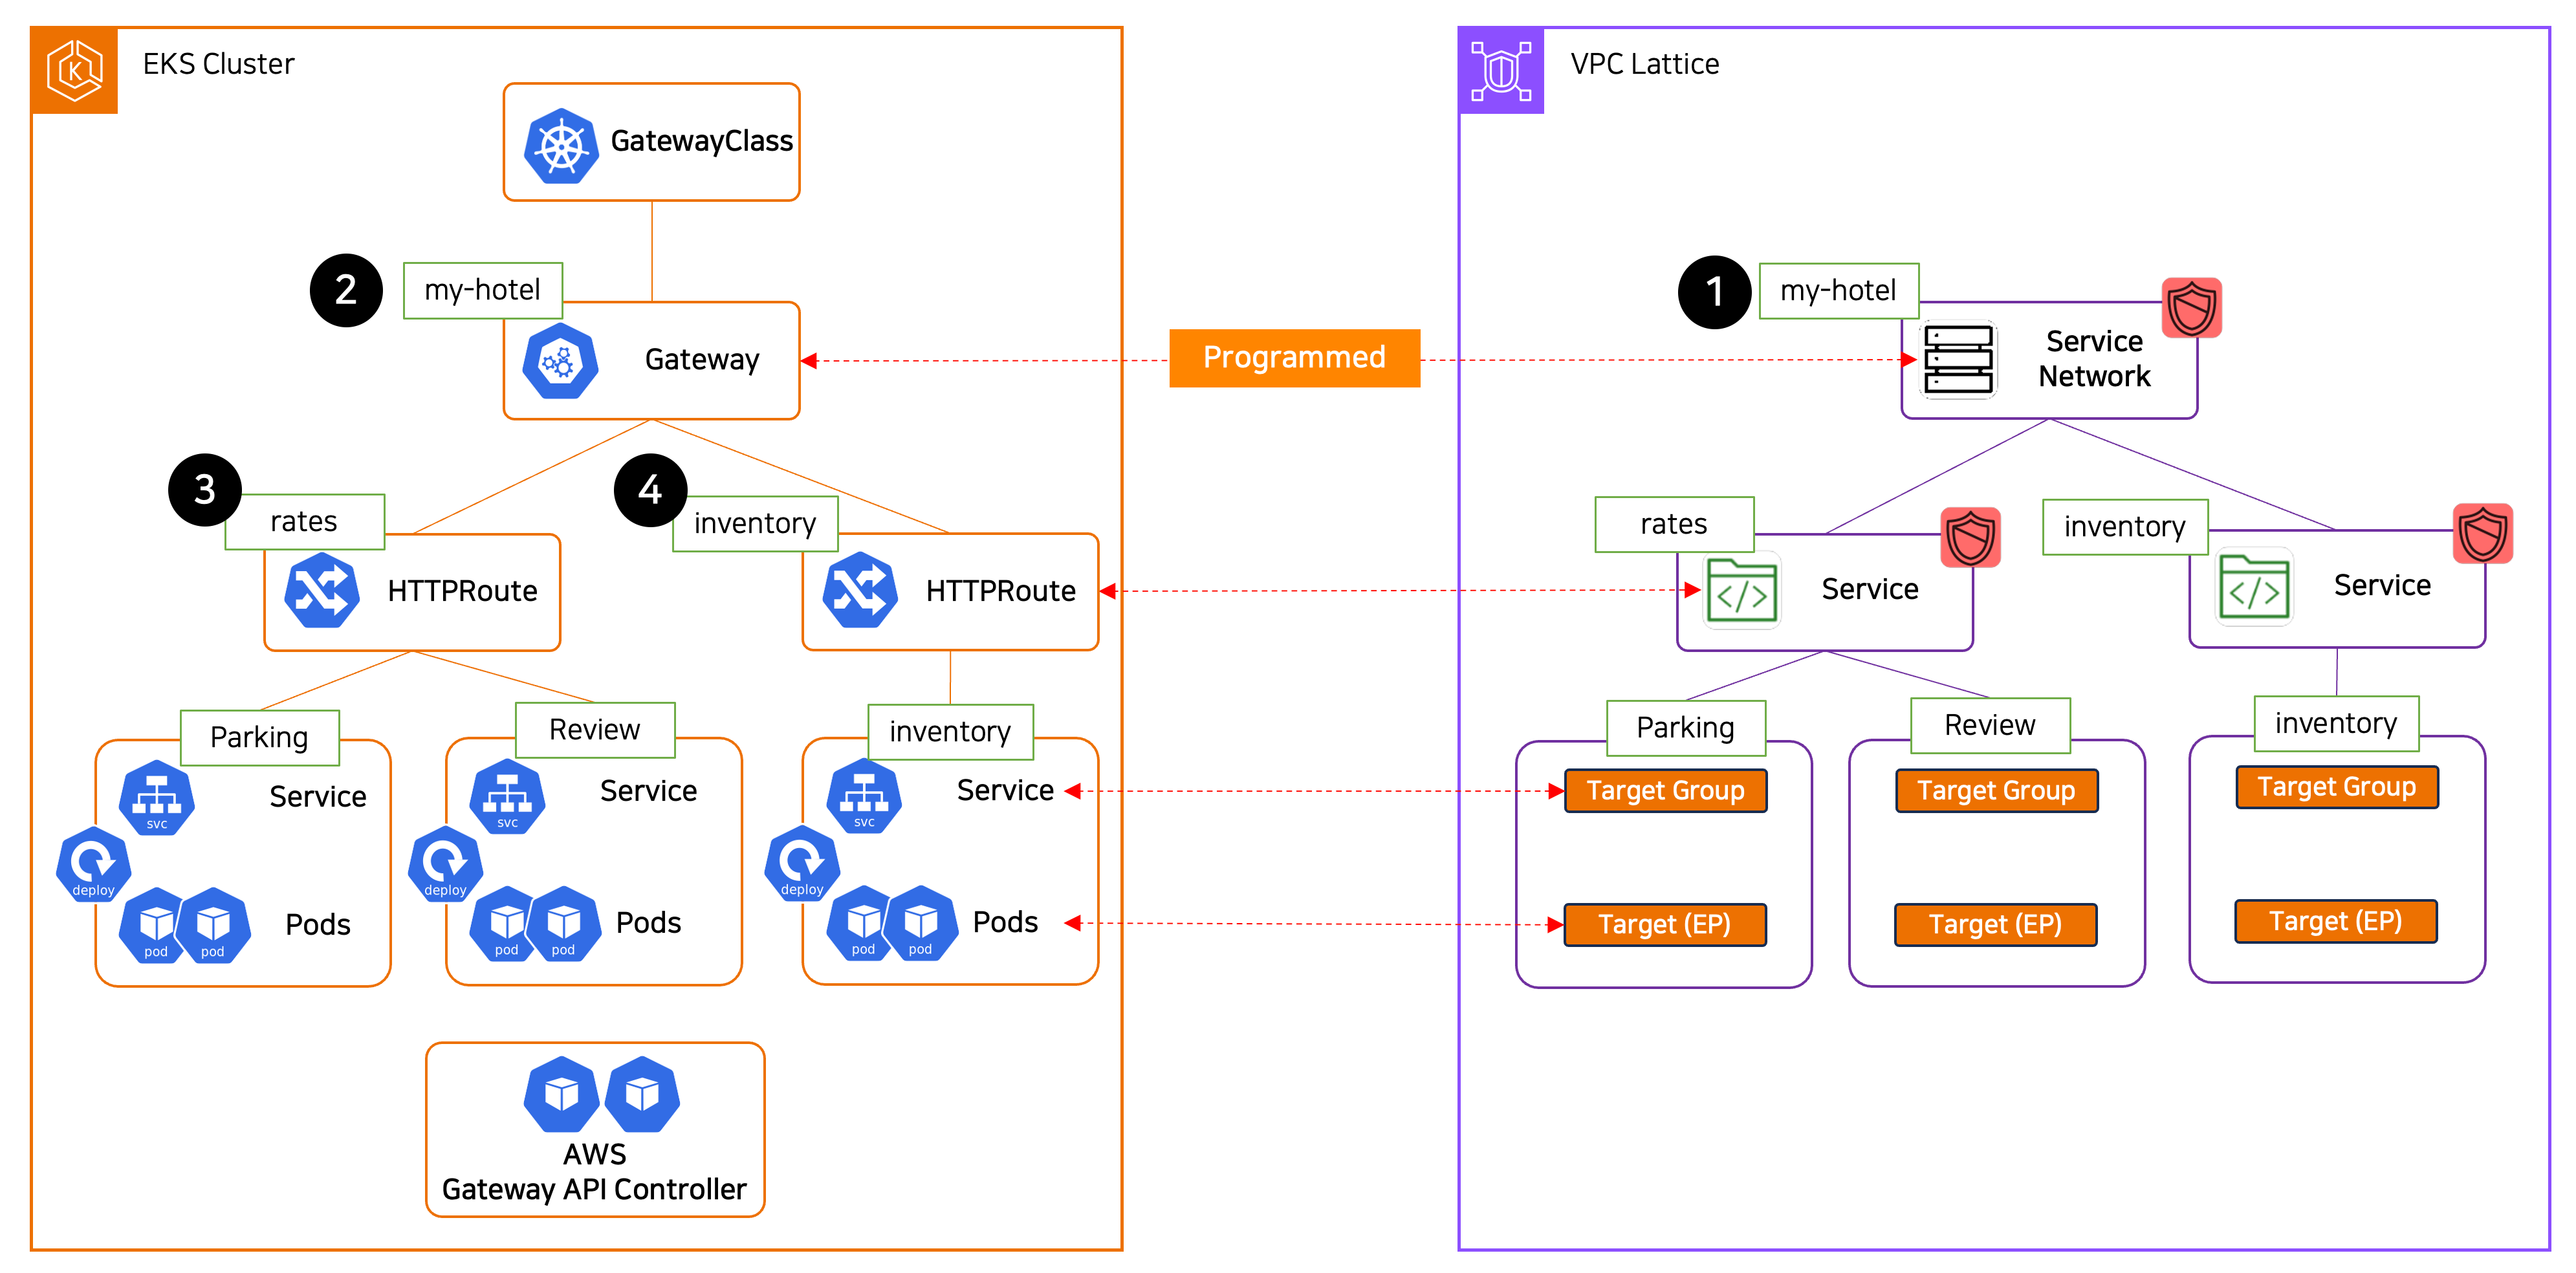 EKS Cluster
GatewayClass
2
my-hotel
Gateway
3
rates
HTTPRoute
4
inventory
HTTPRoute
Parking
Service
svc
deploy
pod
pod
Pods
Review
Service
svc
deploy
pod
pod
Pods
inventory
Service
svc
deploy
pod
pod
Pods
AWS
Gateway API Controller
Programmed
VPC Lattice
1
my-hotel
Service
Network
rates
Service
inventory
Service
Parking
Target Group
Target (EP)
Review
Target Group
Target (EP)
inventory
Target Group
Target (EP)